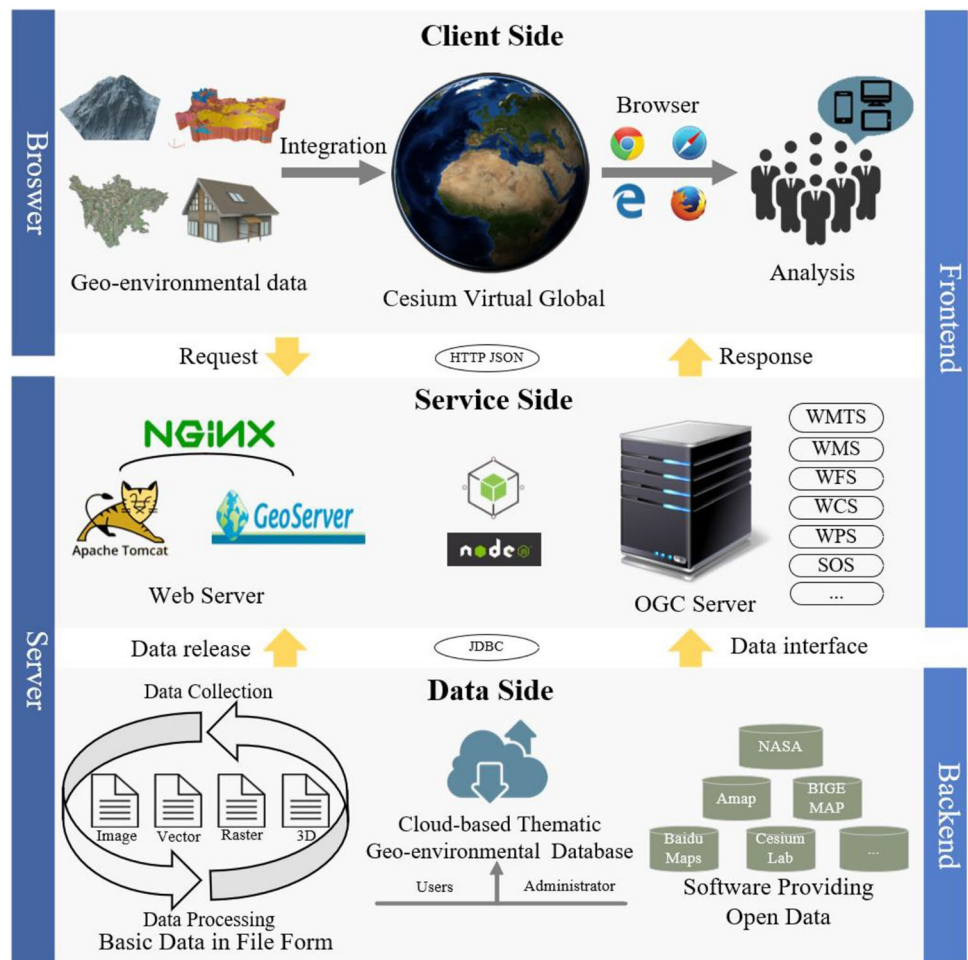 Client Side
Broswer
Frontend
Integration
Browser
Geo-environmental data
Cesium Virtual Global
Analysis
Request
HTTP JSON
Response
Service Side
NGINX
Apache Tomcat
GeoServer
node JS
Web Server
OGC Server
WMTS
WMS
WFS
WCS
WPS
SOS
...
Server
Data release
JDBC
Data interface
Data Side
Backend
Data Collection
Image
Vector
Raster
3D
Data Processing
Basic Data in File Form
Cloud-based Thematic
Geo-environmental Database
Users
Administrator
NASA
Amap
BIGE
MAP
Baidu
Maps
Cesium
Lab
...
Software Providing
Open Data